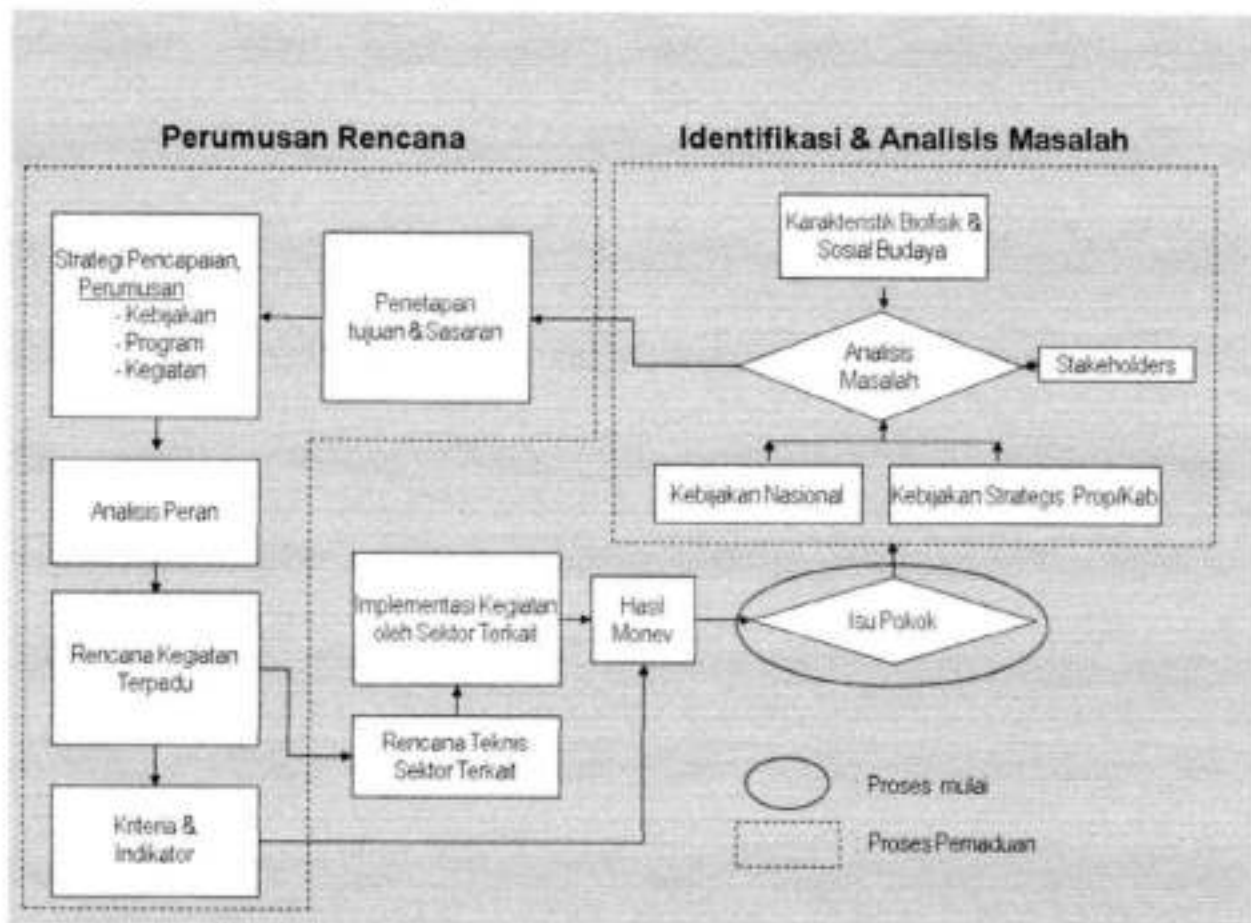 Perumusan Rencana
Identifikasi & Analisis Masalah
Strategi Pencapaian,
Perumusan
- Kebijakan
- Program
- Kegiatan
Penetapan
tujuan & Sasaran
Karakteristik Biofisik &
Sosial Budaya
Analisis
Masalah
Stakeholders
Kebijakan Nasional
Kebijakan Strategis Prop/Kab
Analisis Peran
Implementasi Kegiatan
oleh Sektor Terkait
Hasil
Monev
Isu Pokok
Rencana Kegiatan
Terpadu
Rencana Teknis
Sektor Terkait
Kriteria &
Indikator
Proses mulai
Proses Pemaduan